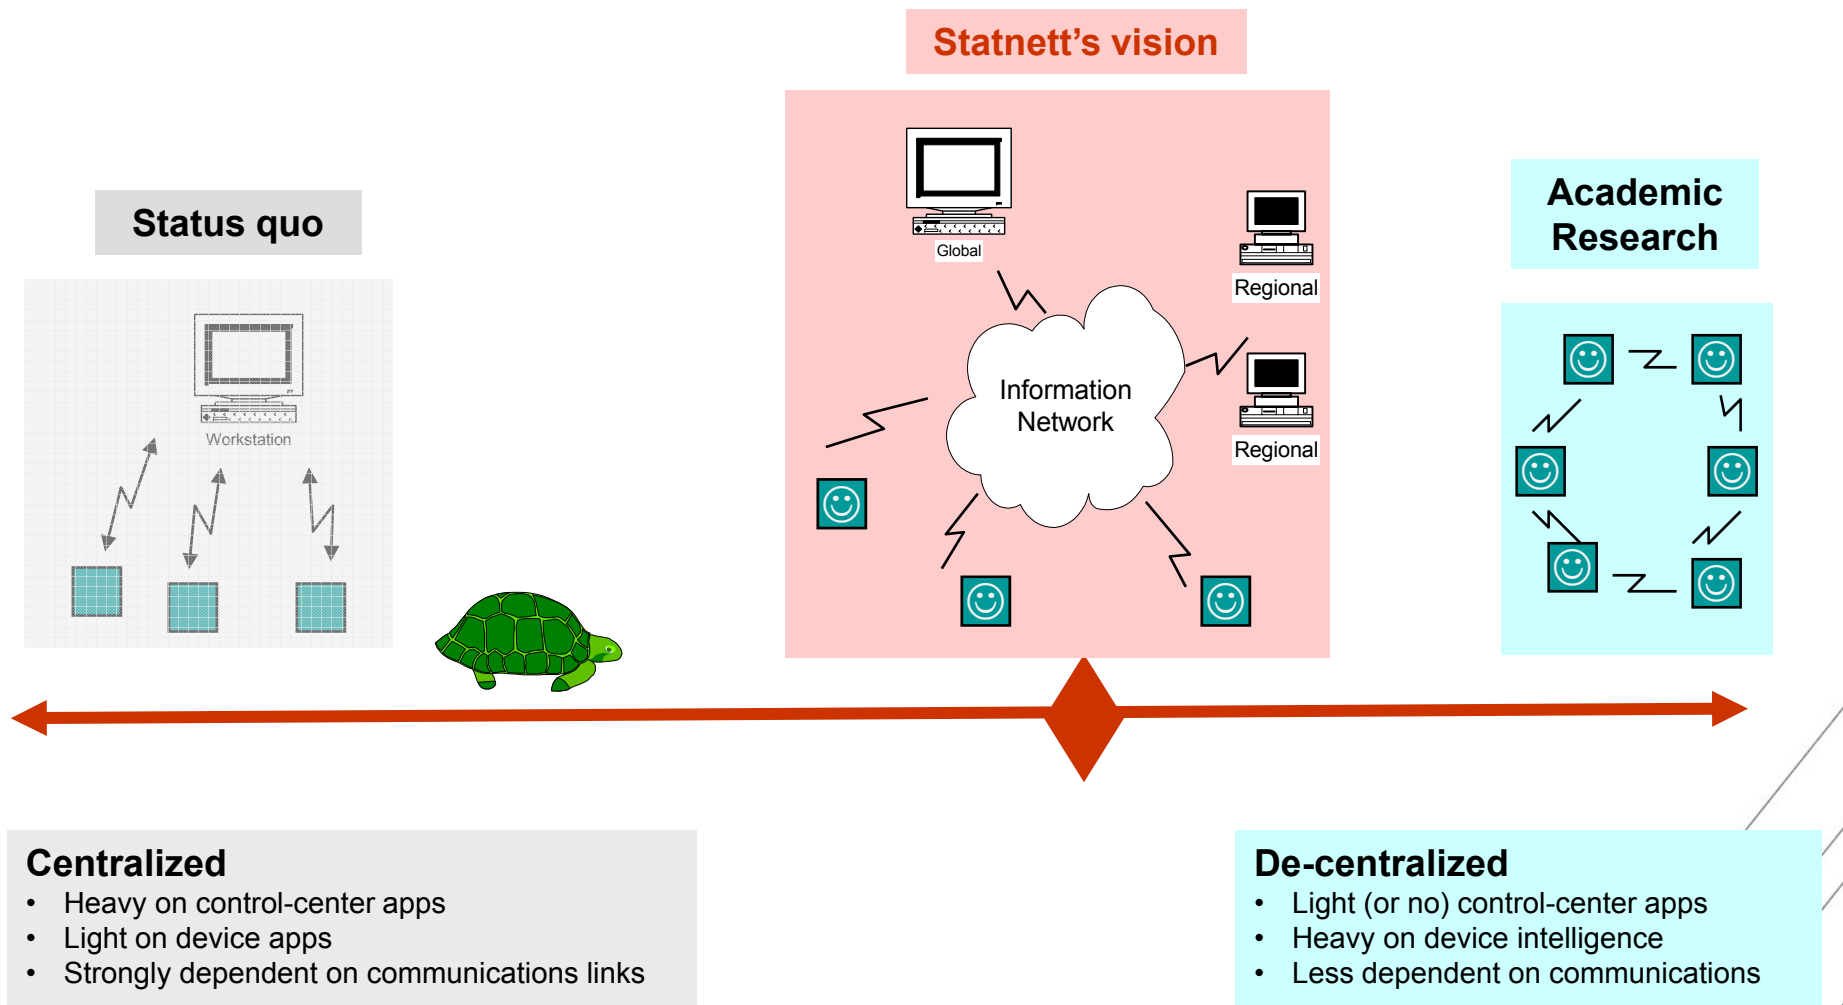 Statnett’s vision
Status quo
Academic
Research
Global
Regional
Information
Network
Regional
Workstation
Centralized
• Heavy on control-center apps
• Light on device apps
• Strongly dependent on communications links
De-centralized
• Light (or no) control-center apps
• Heavy on device intelligence
• Less dependent on communications